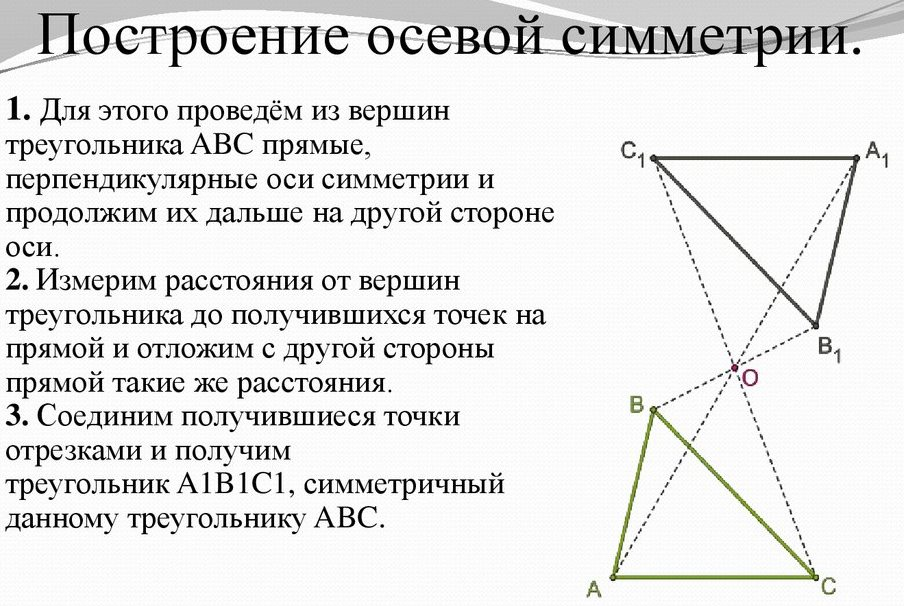 Построение осевой симметрии.
1. Для этого проведём из вершин
треугольника ABC прямые,
перпендикулярные оси симметрии и
продолжим их дальше на другой стороне
оси.
2. Измерим расстояния от вершин
треугольника до получившихся точек на
прямой и отложим с другой стороны
прямой такие же расстояния.
3. Соединим получившиеся точки
отрезками и получим
треугольник A1B1C1, симметричный
данному треугольнику ABC.
C1
A1
B1
O
B
A
C